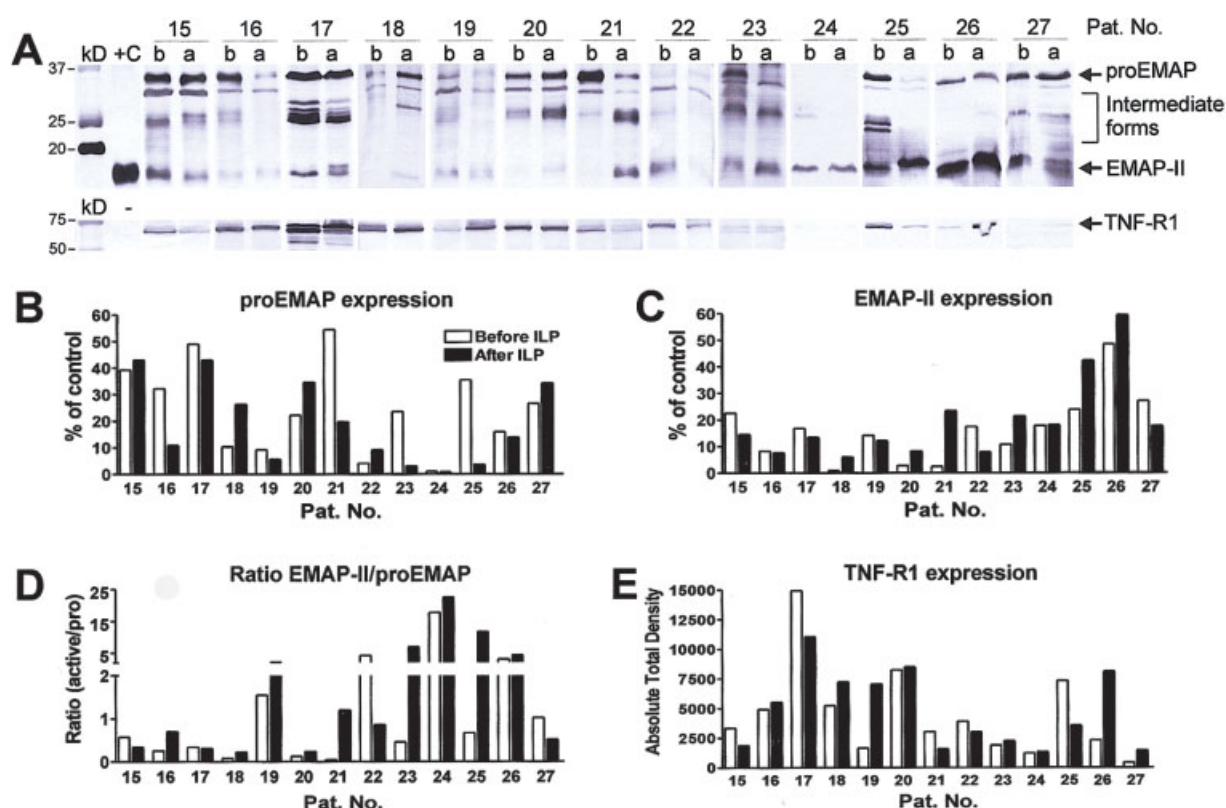 15 16 17 18 19 20 21 22 23 24 25 26 27 Pat. No.
A
kD +C b a b a b a b a b a b a b a b a b a b a b a b a b a
37- proEMAP
Intermediate forms
25-
20-
EMAP-II
kD -
75- TNF-R1
50-
B
proEMAP expression
Before ILP
After ILP
% of control
60
50
40
30
20
10
0
15 16 17 18 19 20 21 22 23 24 25 26 27
Pat. No.
C
EMAP-II expression
% of control
60
50
40
30
20
10
0
15 16 17 18 19 20 21 22 23 24 25 26 27
Pat. No.
D
Ratio EMAP-II/proEMAP
Ratio (active/pro)
25
15
5
2
1
0
15 16 17 18 19 20 21 22 23 24 25 26 27
Pat. No.
E
TNF-R1 expression
Absolute Total Density
15000
12500
10000
7500
5000
2500
0
15 16 17 18 19 20 21 22 23 24 25 26 27
Pat. No.